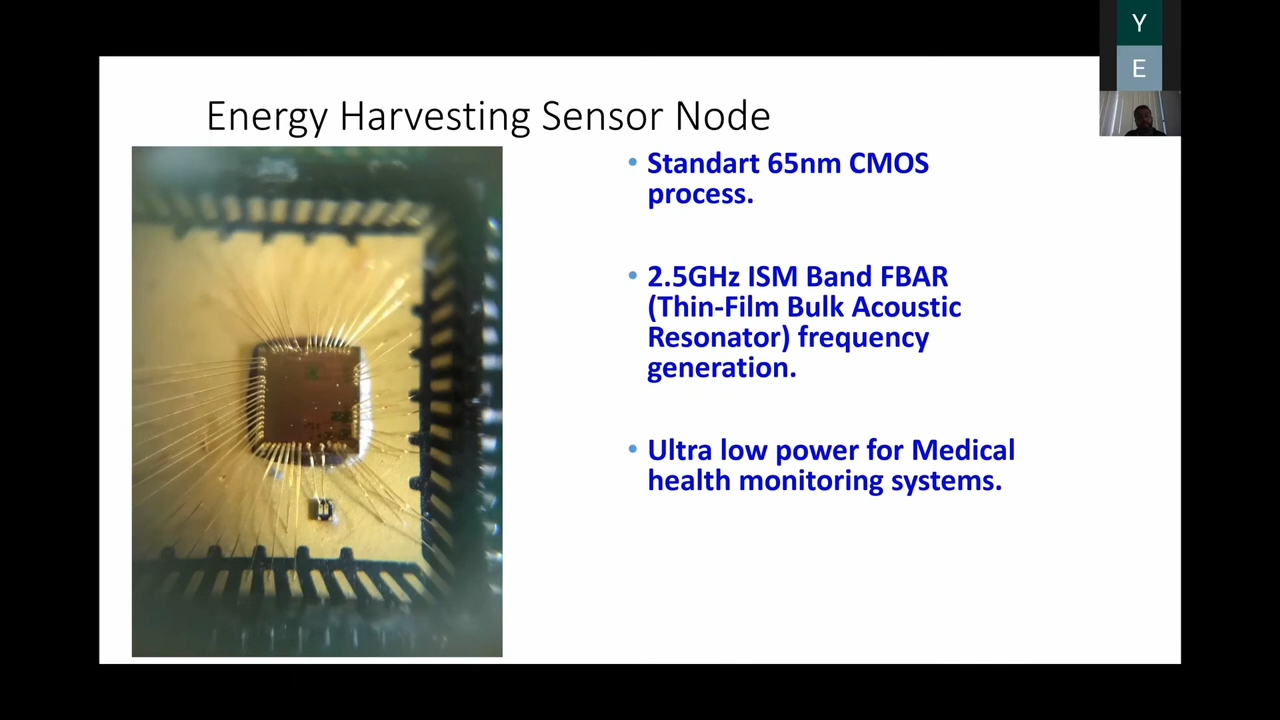 Y
E
Energy Harvesting Sensor Node
• Standart 65nm CMOS
process.
• 2.5GHz ISM Band FBAR
(Thin-Film Bulk Acoustic
Resonator) frequency
generation.
• Ultra low power for Medical
health monitoring systems.